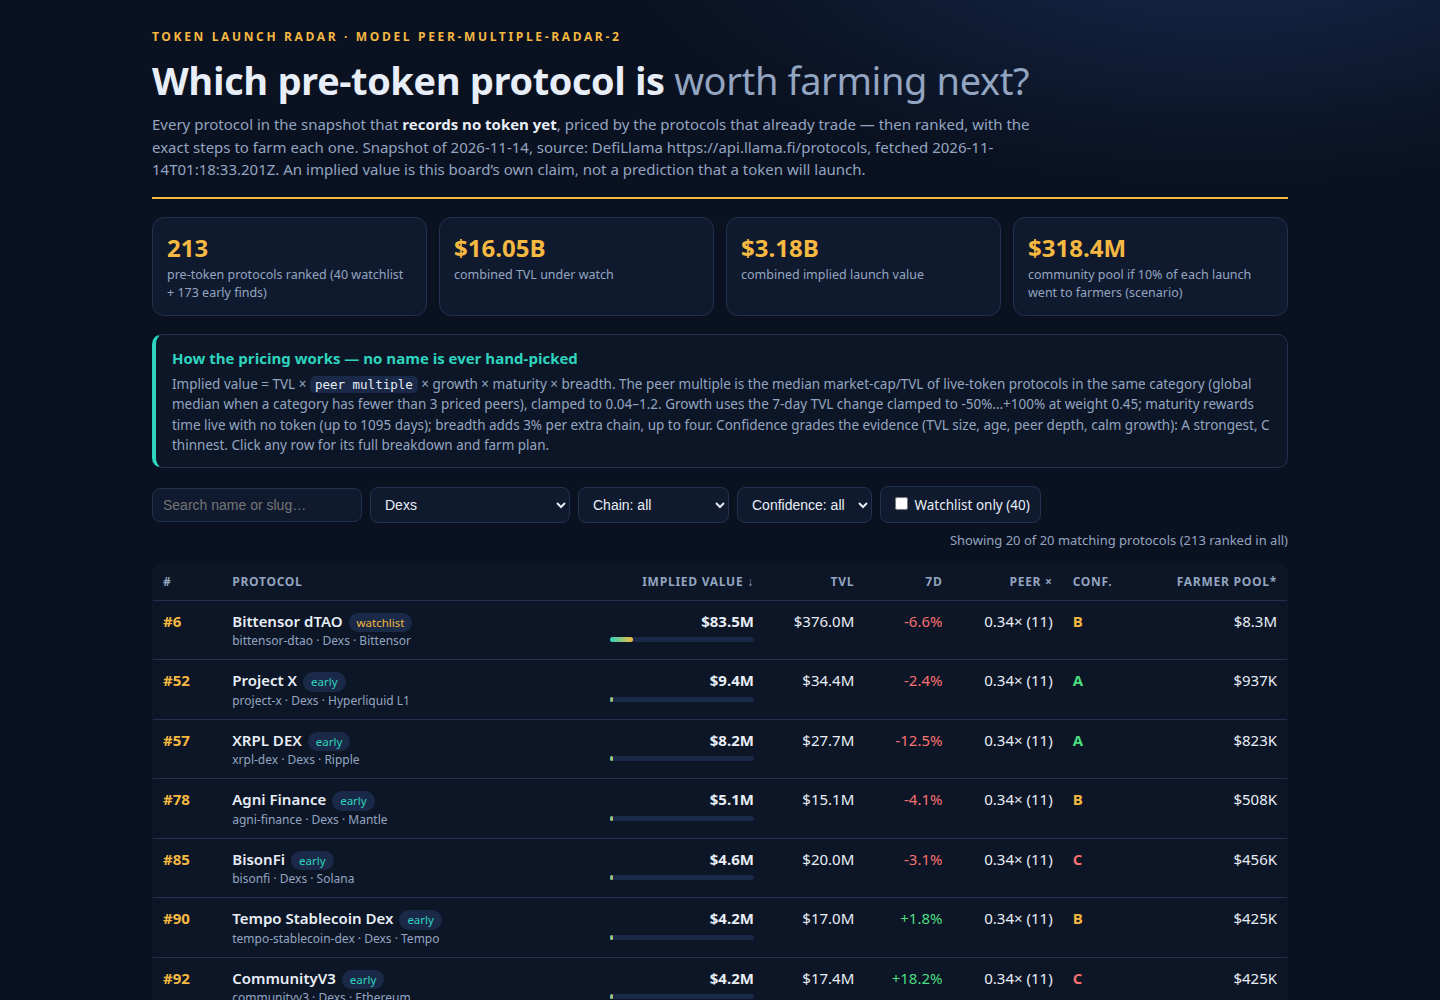 TOKEN LAUNCH RADAR · MODEL PEER-MULTIPLE-RADAR-2
Which pre-token protocol is worth farming next?
Every protocol in the snapshot that records no token yet, priced by the protocols that already trade — then ranked, with the
exact steps to farm each one. Snapshot of 2026-11-14, source: DefiLlama https://api.llama.fi/protocols, fetched 2026-11-
14T01:18:33.201Z. An implied value is this board’s own claim, not a prediction that a token will launch.
213
pre-token protocols ranked (40 watchlist
+ 173 early finds)
$16.05B
combined TVL under watch
$3.18B
combined implied launch value
$318.4M
community pool if 10% of each launch
went to farmers (scenario)
How the pricing works — no name is ever hand-picked
Implied value = TVL × peer multiple × growth × maturity × breadth. The peer multiple is the median market-cap/TVL of live-token protocols in the same category (global
median when a category has fewer than 3 priced peers), clamped to 0.04–1.2. Growth uses the 7-day TVL change clamped to -50%…+100% at weight 0.45; maturity rewards
time live with no token (up to 1095 days); breadth adds 3% per extra chain, up to four. Confidence grades the evidence (TVL size, age, peer depth, calm growth): A strongest, C
thinnest. Click any row for its full breakdown and farm plan.
Search name or slug… Dexs Chain: all Confidence: all Watchlist only (40)
Showing 20 of 20 matching protocols (213 ranked in all)
# PROTOCOL IMPLIED VALUE ↓ TVL 7D PEER × CONF. FARMER POOL*
#6 Bittensor dTAO watchlist $83.5M $376.0M -6.6% 0.34× (11) B $8.3M
bittensor-dtao · Dexs · Bittensor
#52 Project X early $9.4M $34.4M -2.4% 0.34× (11) A $937K
project-x · Dexs · Hyperliquid L1
#57 XRPL DEX early $8.2M $27.7M -12.5% 0.34× (11) A $823K
xrpl-dex · Dexs · Ripple
#78 Agni Finance early $5.1M $15.1M -4.1% 0.34× (11) B $508K
agni-finance · Dexs · Mantle
#85 BisonFi early $4.6M $20.0M -3.1% 0.34× (11) C $456K
bisonfi · Dexs · Solana
#90 Tempo Stablecoin Dex early $4.2M $17.0M +1.8% 0.34× (11) B $425K
tempo-stablecoin-dex · Dexs · Tempo
#92 CommunityV3 early $4.2M $17.4M +18.2% 0.34× (11) C $425K
communityv3 · Dexs · Ethereum